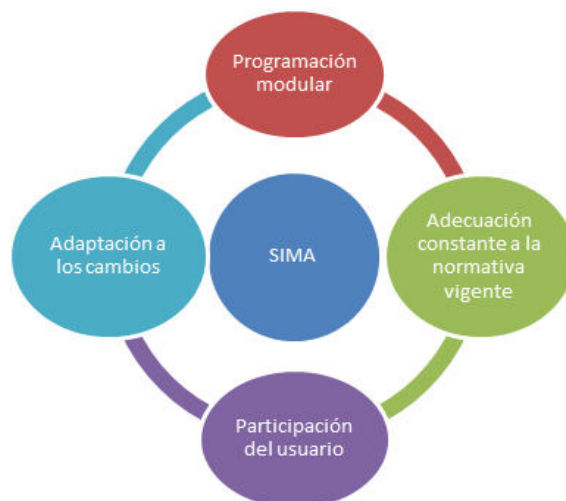 Programación
modular
Adaptación a
los cambios
SIMA
Adecuación
constante a la
normativa
vigente
Participación
del usuario